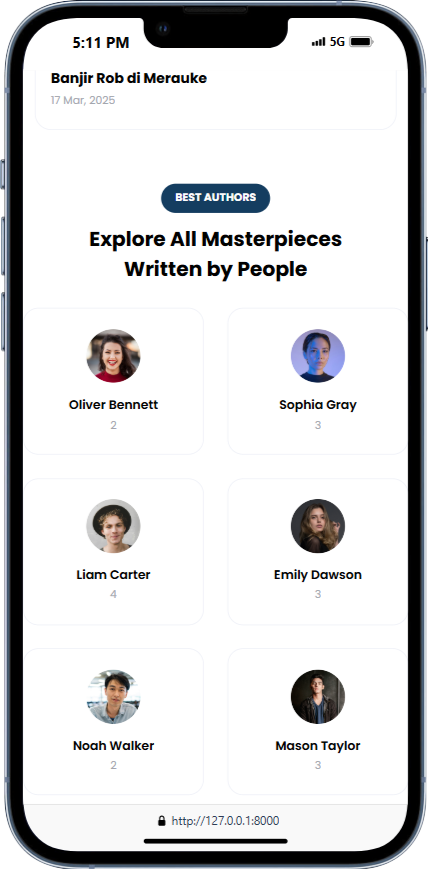 5:11 PM
5G
Banjir Rob di Merauke
17 Mar, 2025
BEST AUTHORS
Explore All Masterpieces
Written by People
Oliver Bennett
2
Sophia Gray
3
Liam Carter
4
Emily Dawson
3
Noah Walker
2
Mason Taylor
3
http://127.0.0.1:8000